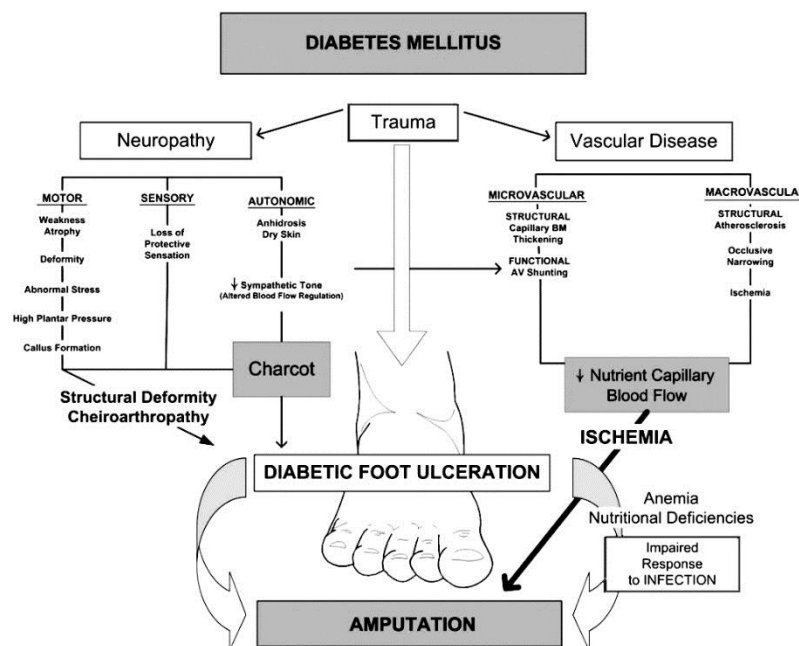 DIABETES MELLITUS
Trauma
Neuropathy
Vascular Disease
MOTOR
Weakness
Atrophy
Deformity
Abnormal Stress
High Plantar Pressure
Callus Formation
SENSORY
Loss of
Protective
Sensation
AUTONOMIC
Anhidrosis
Dry Skin
↓ Sympathetic Tone
(Altered Blood Flow Regulation)
MICROVASCULAR
STRUCTURAL
Capillary BM
Thickening
FUNCTIONAL
AV Shunting
MACROVASCULAR
STRUCTURAL
Atherosclerosis
Occlusive
Narrowing
Ischemia
Charcot
Structural Deformity
Cheiroarthropathy
↓ Nutrient Capillary
Blood Flow
ISCHEMIA
DIABETIC FOOT ULCERATION
Anemia
Nutritional Deficiencies
Impaired
Response
to INFECTION
AMPUTATION